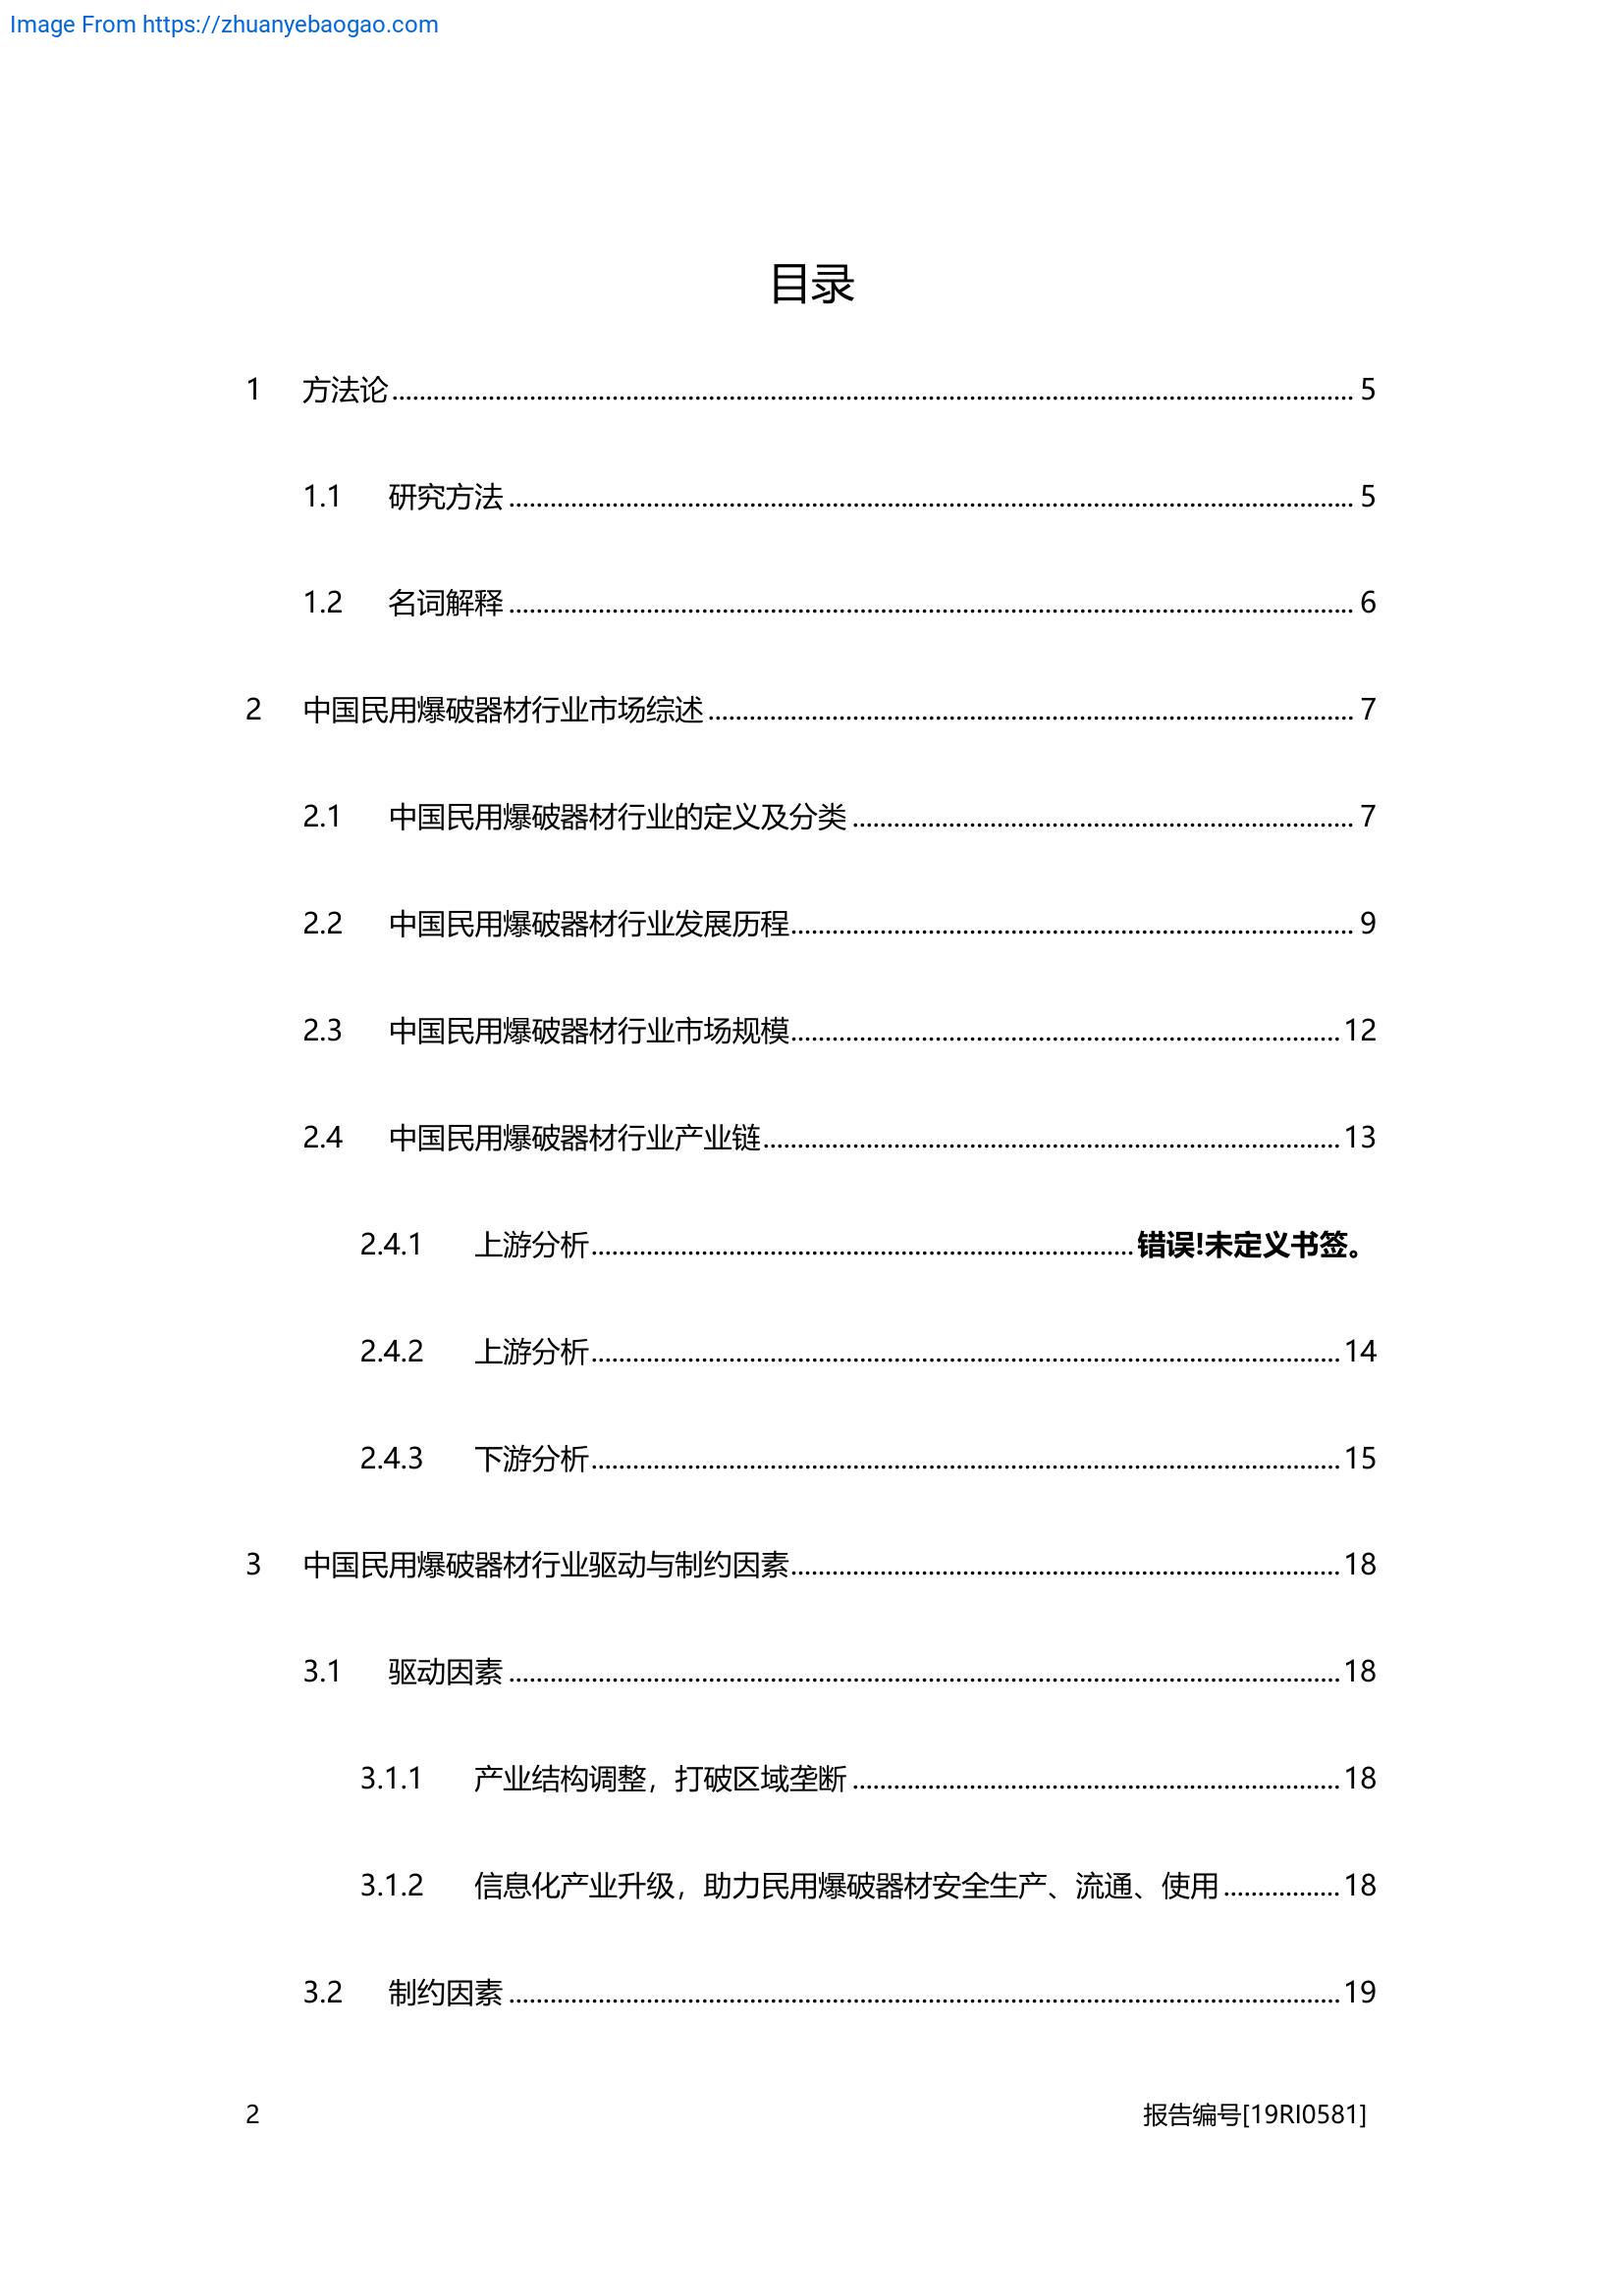 Image From https://zhuanyebaogao.com
目录
1 方法论 ........ 5
1.1 研究方法 ........ 5
1.2 名词解释 ........ 6
2 中国民用爆破器材行业市场综述 ........ 7
2.1 中国民用爆破器材行业的定义及分类 ........ 7
2.2 中国民用爆破器材行业发展历程 ........ 9
2.3 中国民用爆破器材行业市场规模 ........ 12
2.4 中国民用爆破器材行业产业链 ........ 13
2.4.1 上游分析 ........ 错误!未定义书签。
2.4.2 上游分析 ........ 14
2.4.3 下游分析 ........ 15
3 中国民用爆破器材行业驱动与制约因素 ........ 18
3.1 驱动因素 ........ 18
3.1.1 产业结构调整，打破区域垄断 ........ 18
3.1.2 信息化产业升级，助力民用爆破器材安全生产、流通、使用 ........ 18
3.2 制约因素 ........ 19
2 报告编号[19RI0581]